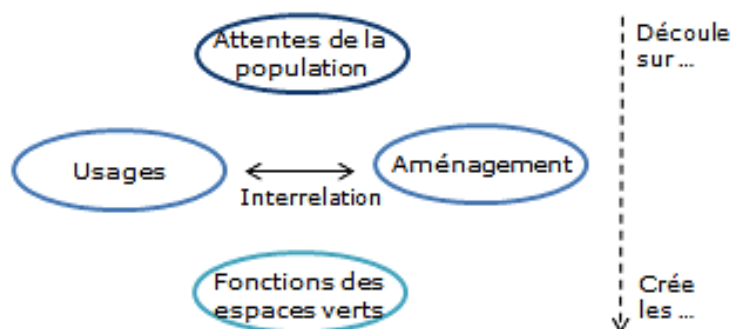 Attentes de la
population
Découle
sur ...
Usages
Aménagement
Interrelation
Fonctions des
espaces verts
Crée
les ...